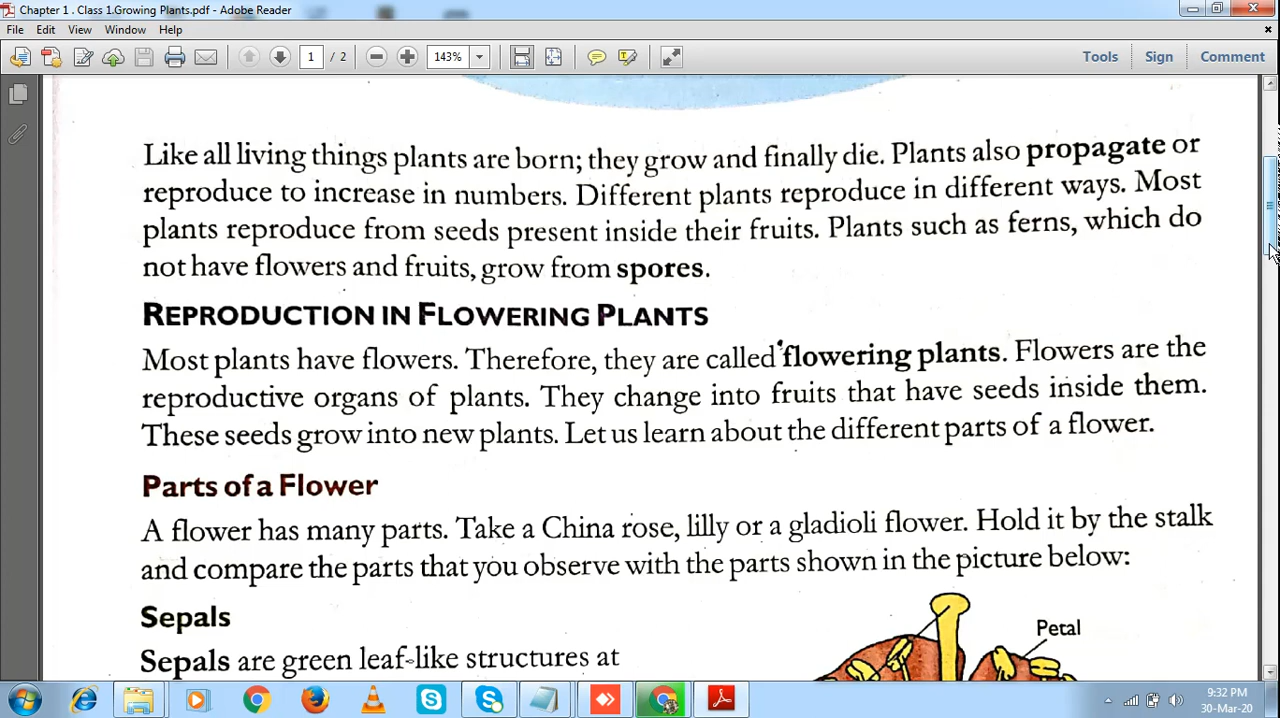 Chapter 1 . Class 1.Growing Plants.pdf - Adobe Reader
File Edit View Window Help
1 / 2 143% Tools Sign Comment
Like all living things plants are born; they grow and finally die. Plants also propagate or
reproduce to increase in numbers. Different plants reproduce in different ways. Most
plants reproduce from seeds present inside their fruits. Plants such as ferns, which do
not have flowers and fruits, grow from spores.
REPRODUCTION IN FLOWERING PLANTS
Most plants have flowers. Therefore, they are called flowering plants. Flowers are the
reproductive organs of plants. They change into fruits that have seeds inside them.
These seeds grow into new plants. Let us learn about the different parts of a flower.
Parts of a Flower
A flower has many parts. Take a China rose, lilly or a gladioli flower. Hold it by the stalk
and compare the parts that you observe with the parts shown in the picture below:
Sepals
Petal
Sepals are green leaf-like structures at
9:32 PM
30-Mar-20